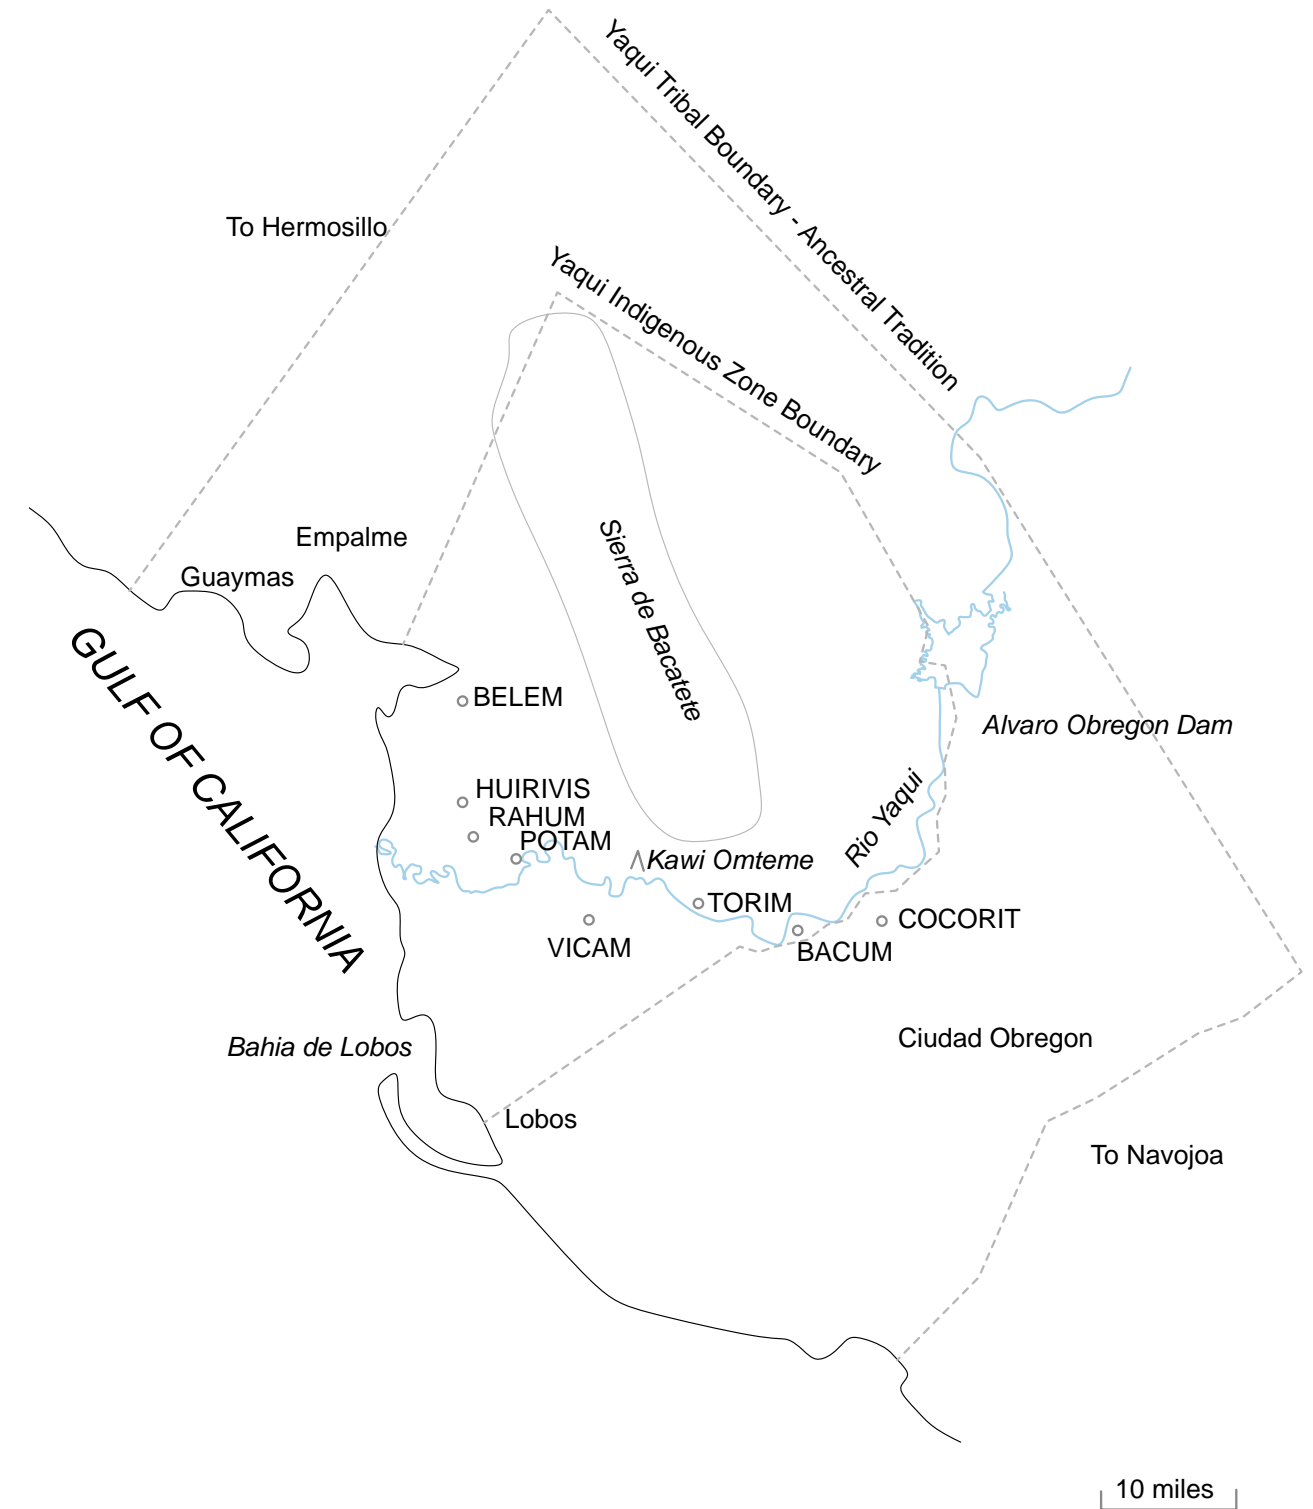 Yaqui Tribal Boundary - Ancestral Tradition
To Hermosillo
Yaqui Indigenous Zone Boundary
Empalme
Guaymas
Sierra de Bacatete
GULF OF CALIFORNIA
BELEM
Alvaro Obregon Dam
HUIRIVIS
RAHUM
POTAM
Kawi Omteme
Rio Yaqui
TORIM
COCORIT
VICAM
BACUM
Ciudad Obregon
Bahia de Lobos
Lobos
To Navojoa
10 miles